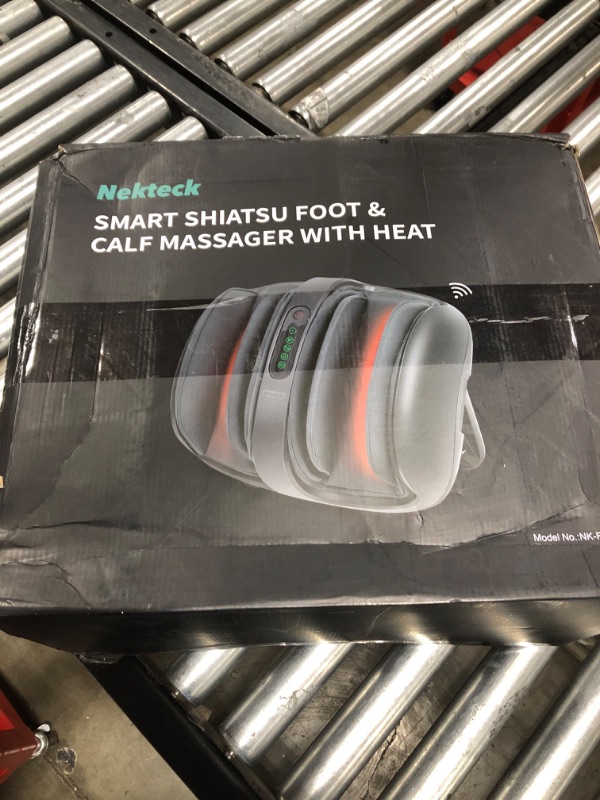 Nekteck
SMART SHIATSU FOOT &
CALF MASSAGER WITH HEAT
Model No.:NK-F